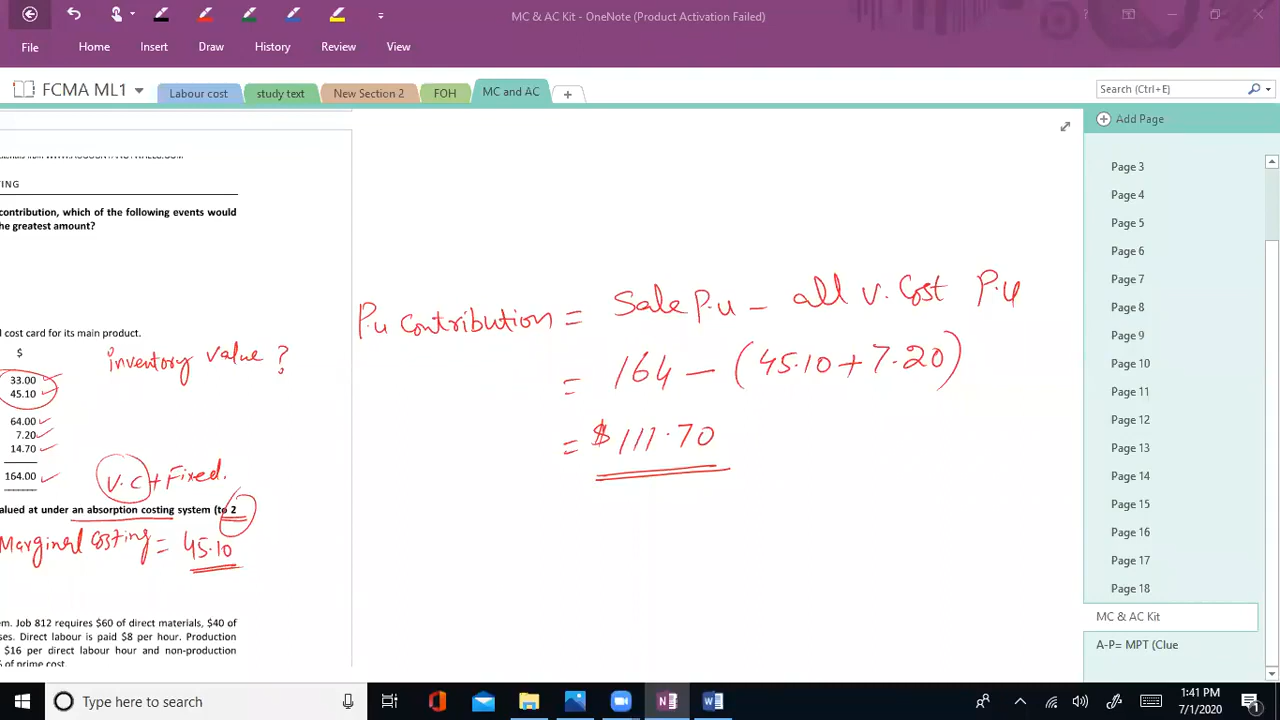 MC & AC Kit - OneNote (Product Activation Failed)
File Home Insert Draw History Review View
FCMA ML1 Labour cost study text New Section 2 FOH MC and AC
Search (Ctrl+E)
Add Page
Page 3
Page 4
Page 5
Page 6
Page 7
Page 8
Page 9
Page 10
Page 11
Page 12
Page 13
Page 14
Page 15
Page 16
Page 17
Page 18
MC & AC Kit
A-P= MPT (Clue
TING
contribution, which of the following events would
he greatest amount?
l cost card for its main product.
$
33.00
45.10
64.00
7.20
14.70
164.00
inventory value ?
V.C + Fixed.
alued at under an absorption costing system (to 2
Marginal costing = 45.10
em. Job 812 requires $60 of direct materials, $40 of
ses. Direct labour is paid $8 per hour. Production
$16 per direct labour hour and non-production
% of prime cost.
P.u Contribution = Sale P.u - all v. Cost P.u
= 164 - (45.10+7.20)
= $111.70
Type here to search
1:41 PM
7/1/2020
1